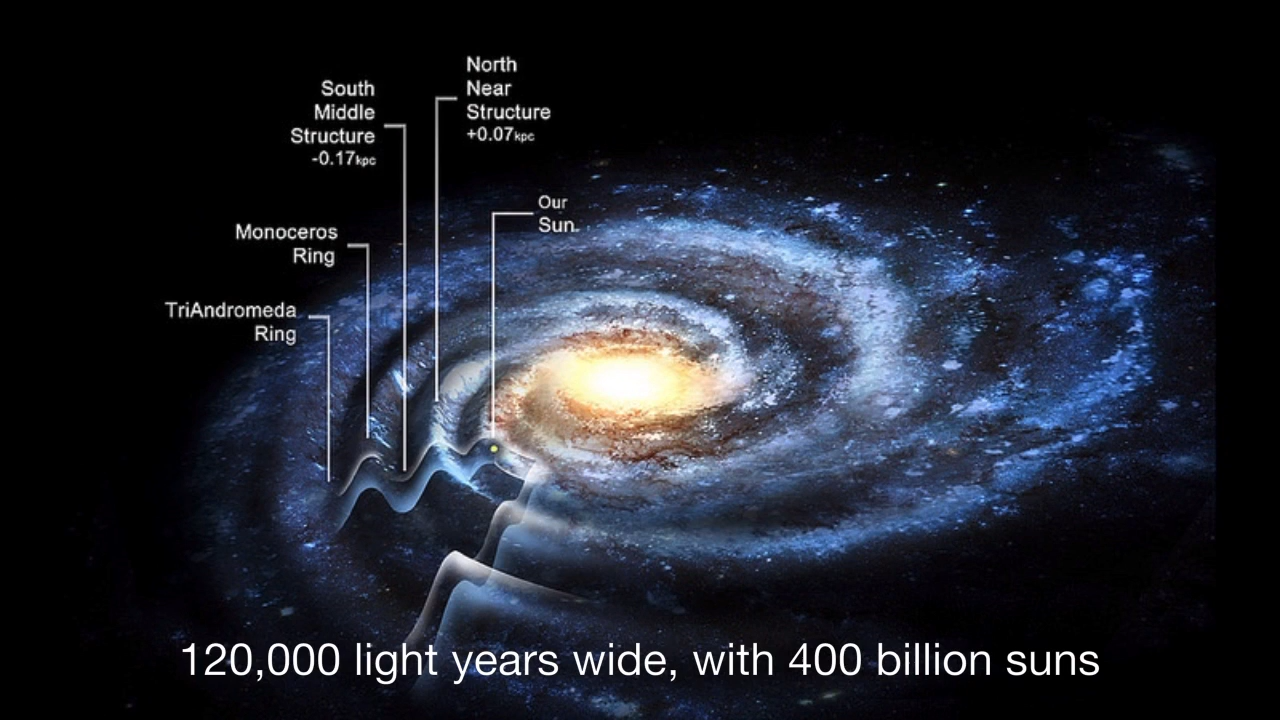 North
Near
Structure
+0.07kpc
South
Middle
Structure
-0.17kpc
Our
Sun
Monoceros
Ring
TriAndromeda
Ring
120,000 light years wide, with 400 billion suns